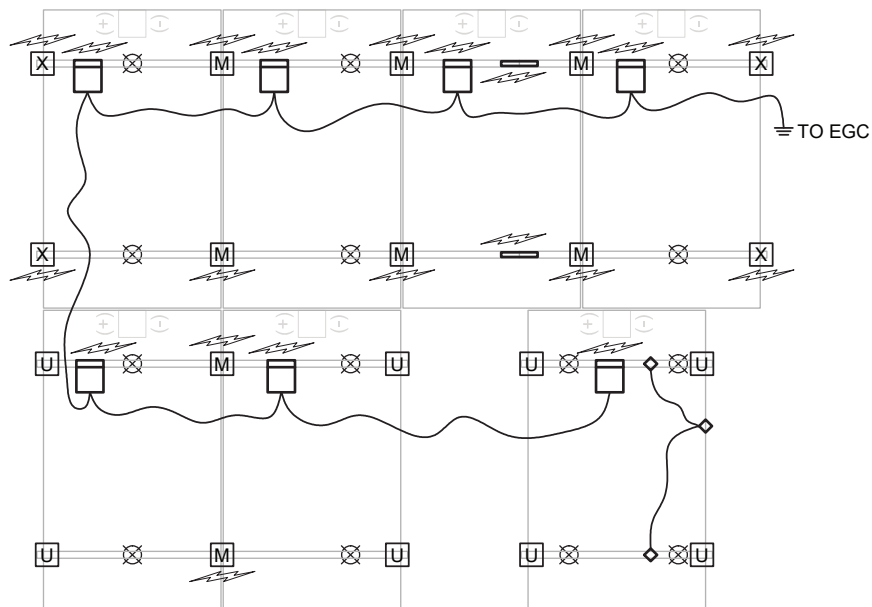 (+) (-) (+) (-) (+) (-) (+) (-)
X M M M X
TO EGC
X M M M X
(+) (-) (+) (-) (+) (-)
U M U U U
U M U U U